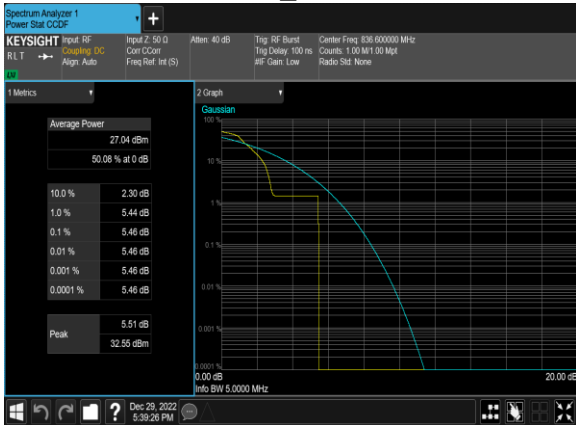 Spectrum Analyzer 1
Power Stat CCDF
+
KEYSIGHT
RLT
Input: RF
Coupling: DC
Align: Auto
Input Z: 50 Ω
Corr CCorr
Freq Ref: Int (S)
Atten: 40 dB
Trig: RF Burst
Trig Delay: 100 ns
#IF Gain: Low
Center Freq: 836.600000 MHz
Counts: 1.00 M/1.00 Mpt
Radio Std: None
1 Metrics
Average Power
27.04 dBm
50.08 % at 0 dB
10.0 % 2.30 dB
1.0 % 5.44 dB
0.1 % 5.46 dB
0.01 % 5.46 dB
0.001 % 5.46 dB
0.0001 % 5.46 dB
Peak
5.51 dB
32.55 dBm
2 Graph
Gaussian
100 %
10 %
1 %
0.1 %
0.01 %
0.001 %
0.0001 %
0.00 dB
20.00 dB
Info BW 5.0000 MHz
?
Dec 29, 2022
5:39:26 PM